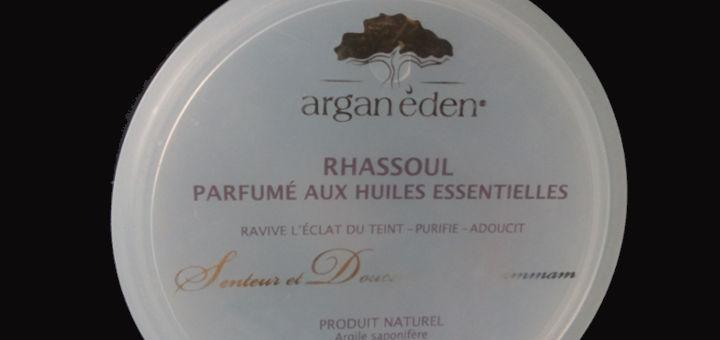 argan èden®
RHASSOUL
PARFUMÉ AUX HUILES ESSENTIELLES
RAVIVE L'ÉCLAT DU TEINT – PURIFIE – ADOUCIT
Senteur et
PRODUIT NATUREL
Argile saponifère